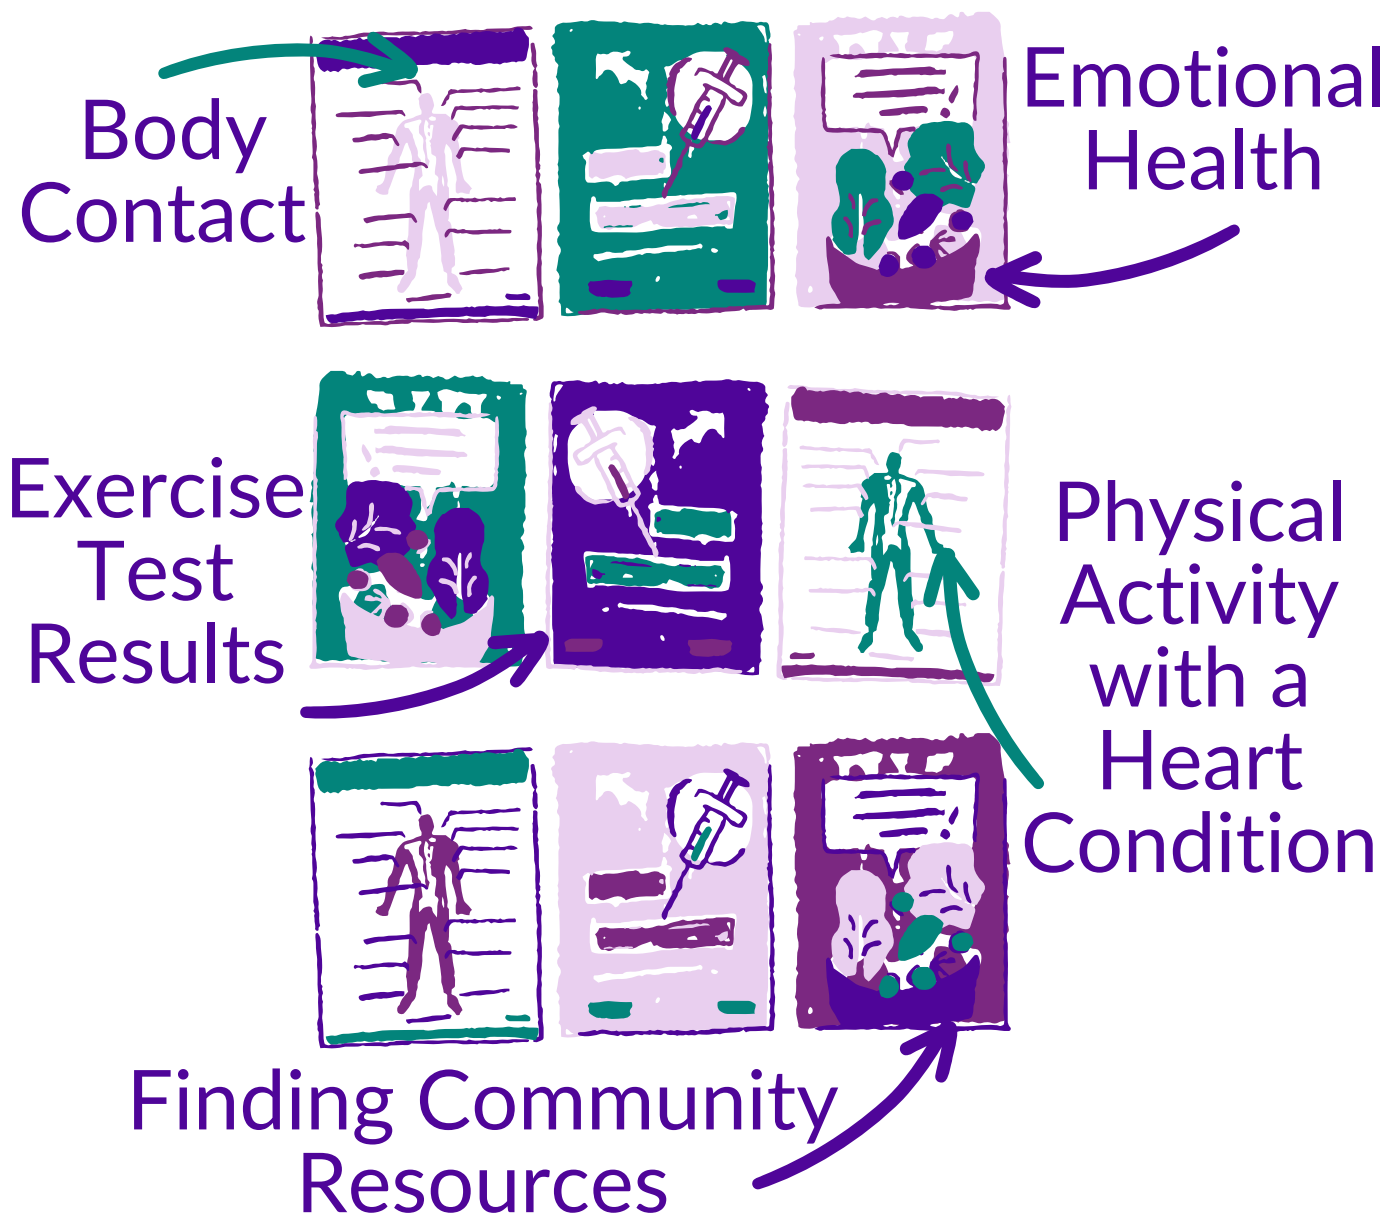 Body
Contact
Emotional
Health
Exercise
Test
Results
Physical
Activity
with a
Heart
Condition
Finding Community
Resources